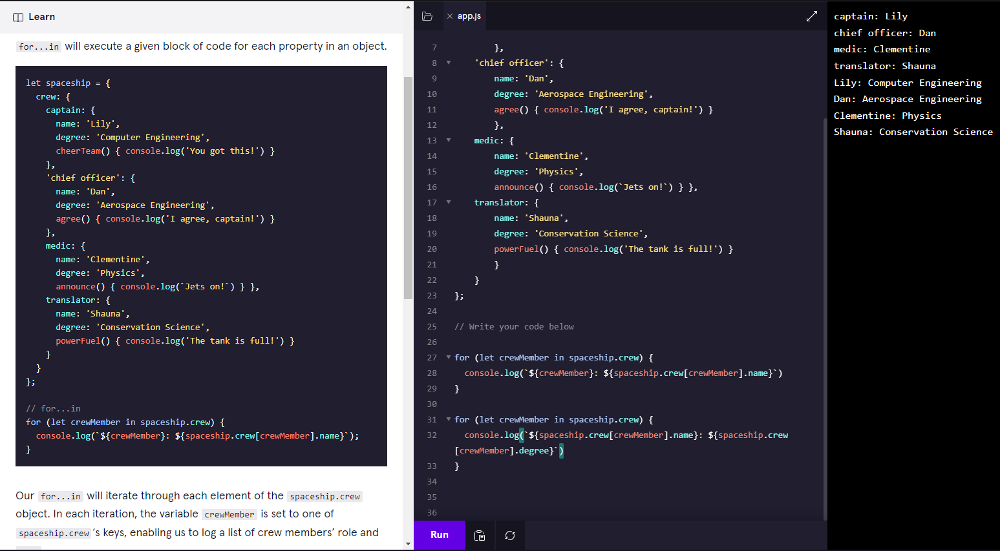 Learn
for...in will execute a given block of code for each property in an object.
let spaceship = {
  crew: {
    captain: {
      name: 'Lily',
      degree: 'Computer Engineering',
      cheerTeam() { console.log('You got this!') }
    },
    'chief officer': {
      name: 'Dan',
      degree: 'Aerospace Engineering',
      agree() { console.log('I agree, captain!') }
    },
    medic: {
      name: 'Clementine',
      degree: 'Physics',
      announce() { console.log(`Jets on!`) } },
    translator: {
      name: 'Shauna',
      degree: 'Conservation Science',
      powerFuel() { console.log('The tank is full!') }
    }
  }
};
// for...in
for (let crewMember in spaceship.crew) {
  console.log(`${crewMember}: ${spaceship.crew[crewMember].name}`);
}
Our for...in will iterate through each element of the spaceship.crew
object. In each iteration, the variable crewMember is set to one of
spaceship.crew ‘s keys, enabling us to log a list of crew members’ role and
app.js
7 },
8 'chief officer': {
9 name: 'Dan',
10 degree: 'Aerospace Engineering',
11 agree() { console.log('I agree, captain!') }
12 },
13 medic: {
14 name: 'Clementine',
15 degree: 'Physics',
16 announce() { console.log(`Jets on!`) } },
17 translator: {
18 name: 'Shauna',
19 degree: 'Conservation Science',
20 powerFuel() { console.log('The tank is full!') }
21 }
22 }
23 };
24
25 // Write your code below
26
27 for (let crewMember in spaceship.crew) {
28 console.log(`${crewMember}: ${spaceship.crew[crewMember].name}`)
29 }
30
31 for (let crewMember in spaceship.crew) {
32 console.log(`${spaceship.crew[crewMember].name}: ${spaceship.crew
[crewMember].degree}`)
33 }
34
35
36
Run
captain: Lily
chief officer: Dan
medic: Clementine
translator: Shauna
Lily: Computer Engineering
Dan: Aerospace Engineering
Clementine: Physics
Shauna: Conservation Science